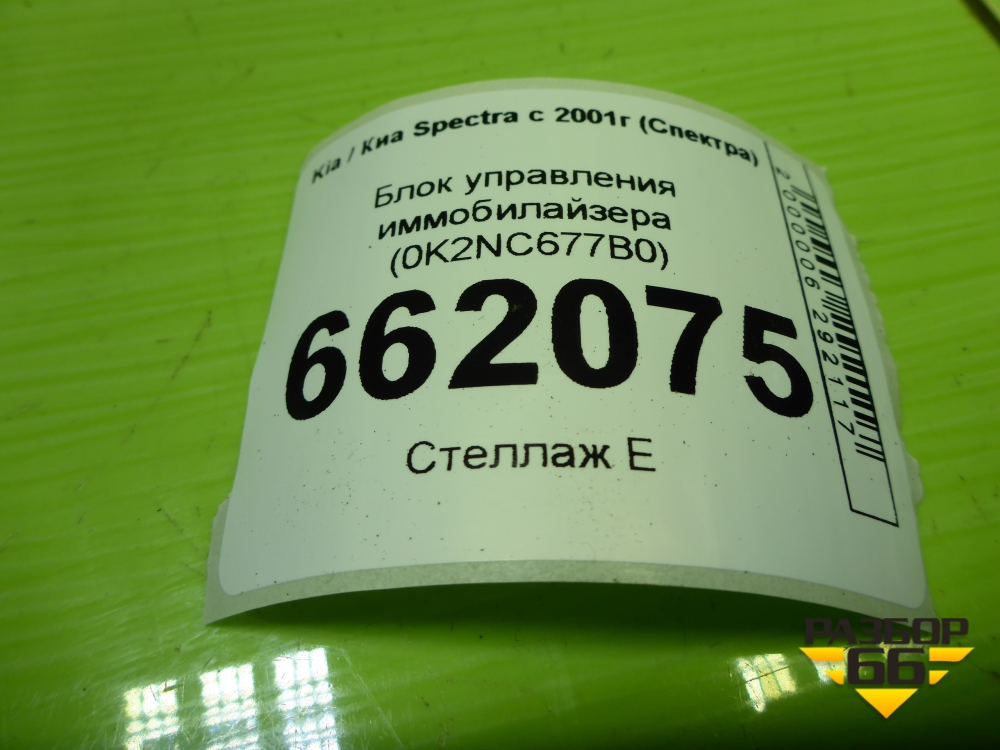 Kia / Киа Spectra с 2001г (Спектра)
Блок управления
иммобилайзера
(0K2NC677B0)
662075
Стеллаж Е
2000006292117
РАЗБОР
66